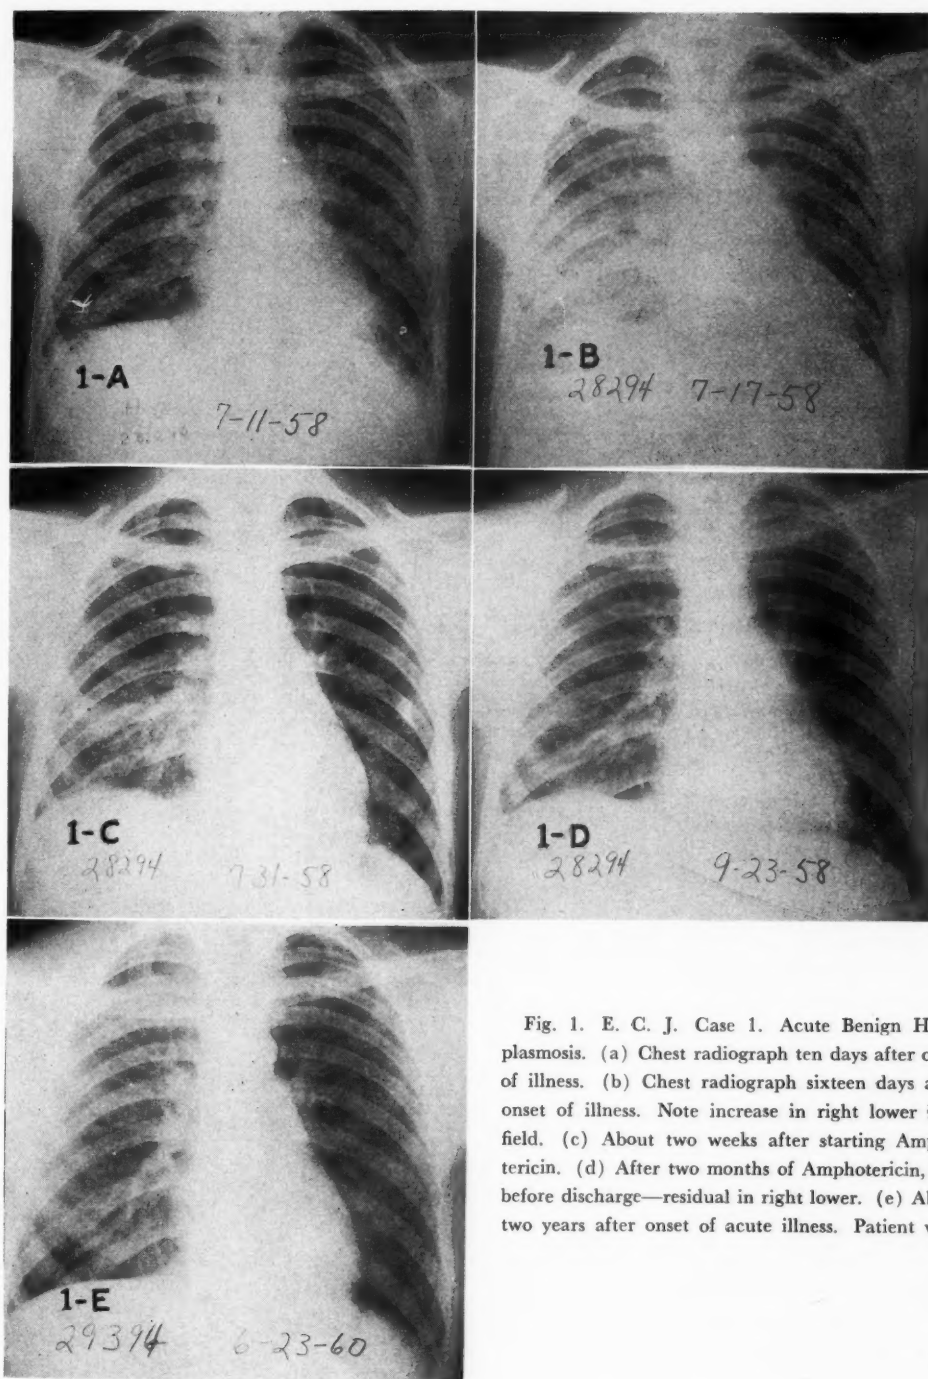 1-A
7-11-58
1-B
28294 7-17-58
1-C
28294 7 31-58
1-D
28294 9-23-58
1-E
29394 6-23-60
Fig. 1. E. C. J. Case 1. Acute Benign H
plasmosis. (a) Chest radiograph ten days after o
of illness. (b) Chest radiograph sixteen days a
onset of illness. Note increase in right lower
field. (c) About two weeks after starting Am
tericin. (d) After two months of Amphotericin,
before discharge—residual in right lower. (e) A
two years after onset of acute illness. Patient